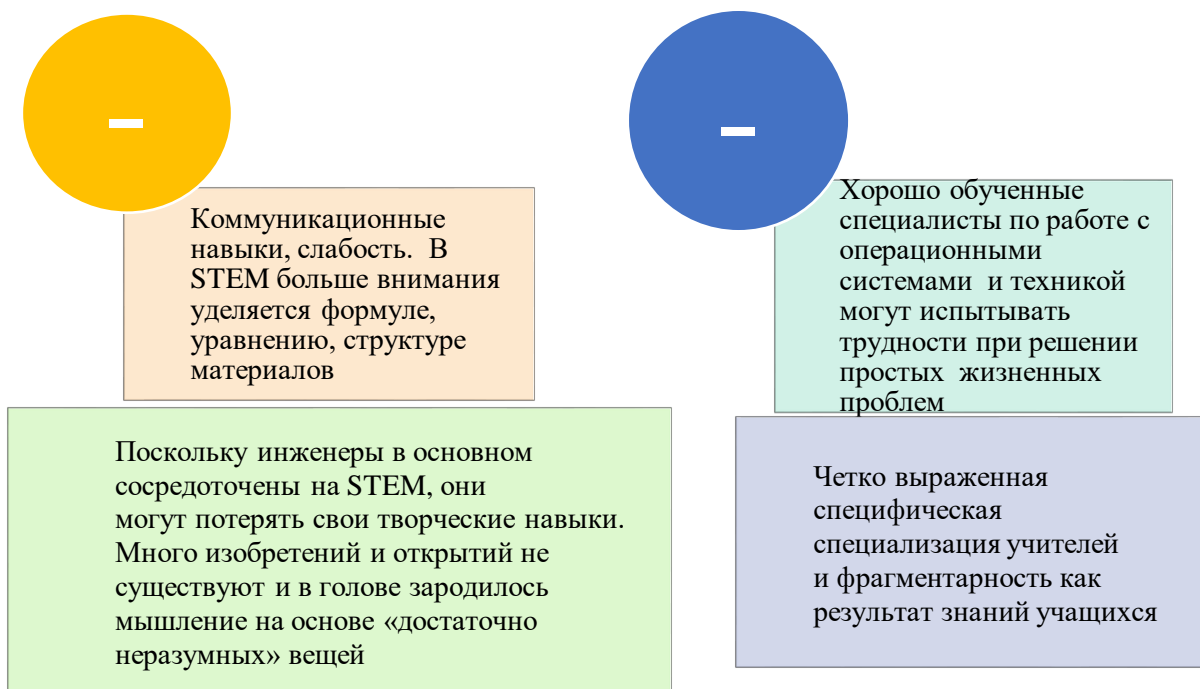 –
Коммуникационные
навыки, слабость. В
STEM больше внимания
уделяется формуле,
уравнению, структуре
материалов
Поскольку инженеры в основном
сосредоточены на STEM, они
могут потерять свои творческие навыки.
Много изобретений и открытий не
существуют и в голове зародилось
мышление на основе «достаточно
неразумных» вещей
–
Хорошо обученные
специалисты по работе с
операционными
системами и техникой
могут испытывать
трудности при решении
простых жизненных
проблем
Четко выраженная
специфическая
специализация учителей
и фрагментарность как
результат знаний учащихся